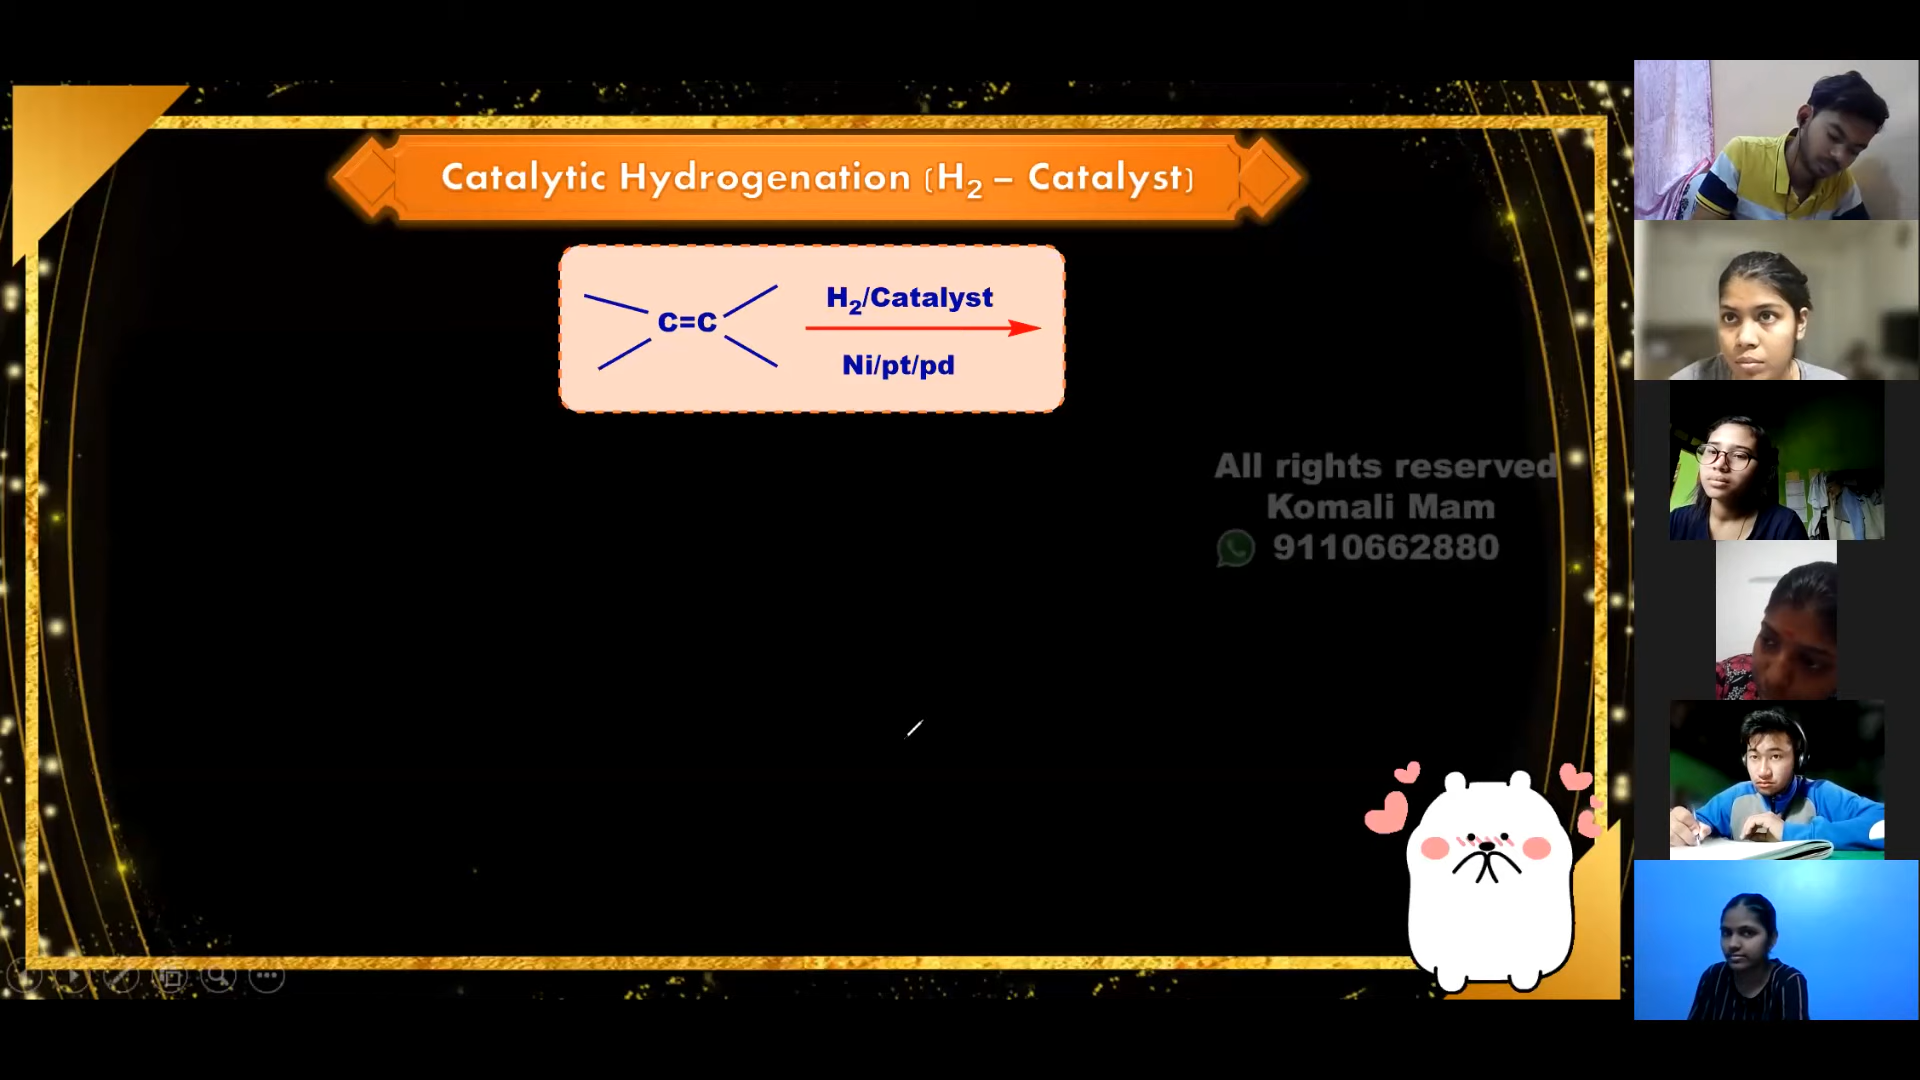 Catalytic Hydrogenation (H₂ – Catalyst)
C=C
H₂/Catalyst
Ni/pt/pd
All rights reserved
Komali Mam
9110662880